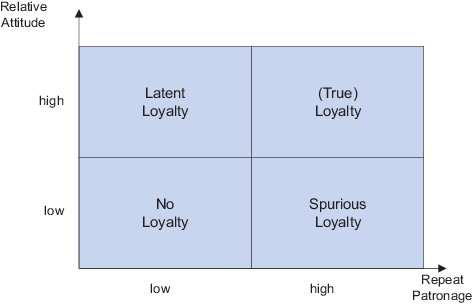 Relative
Attitude
high
Latent
Loyalty
(True)
Loyalty
low
No
Loyalty
Spurious
Loyalty
low
high
Repeat
Patronage